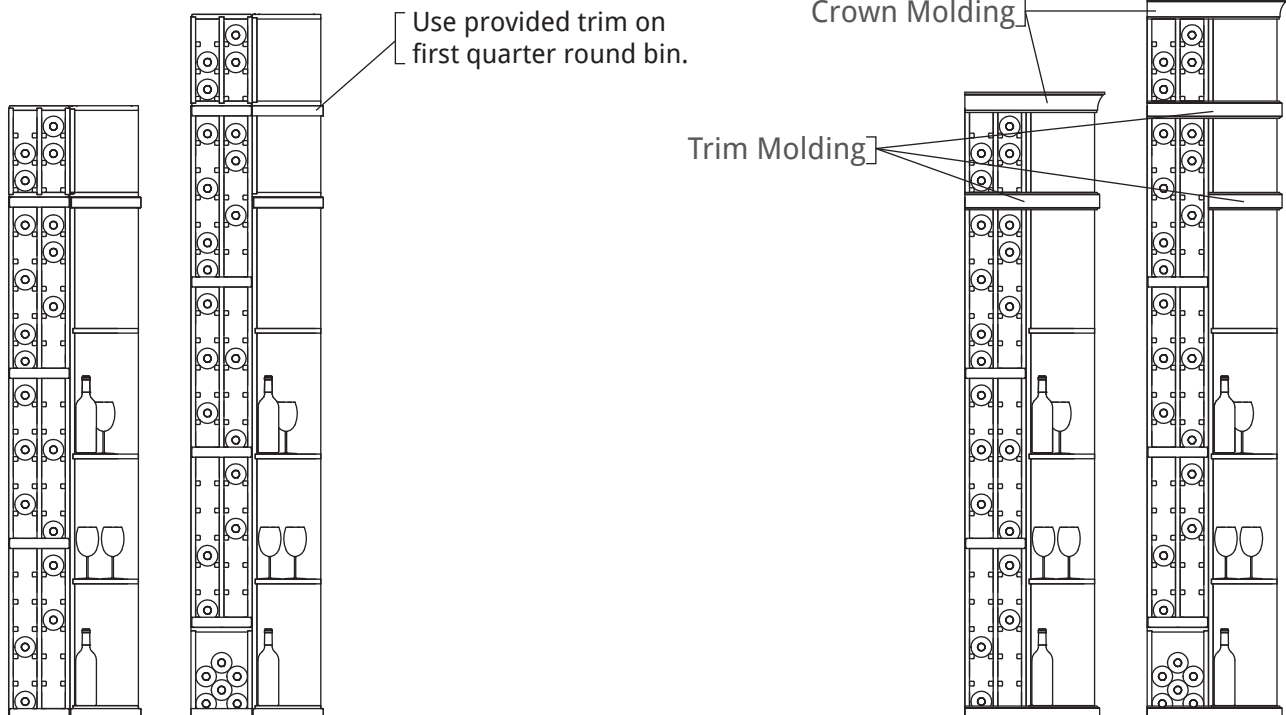 Use provided trim on
first quarter round bin.
Crown Molding
Trim Molding